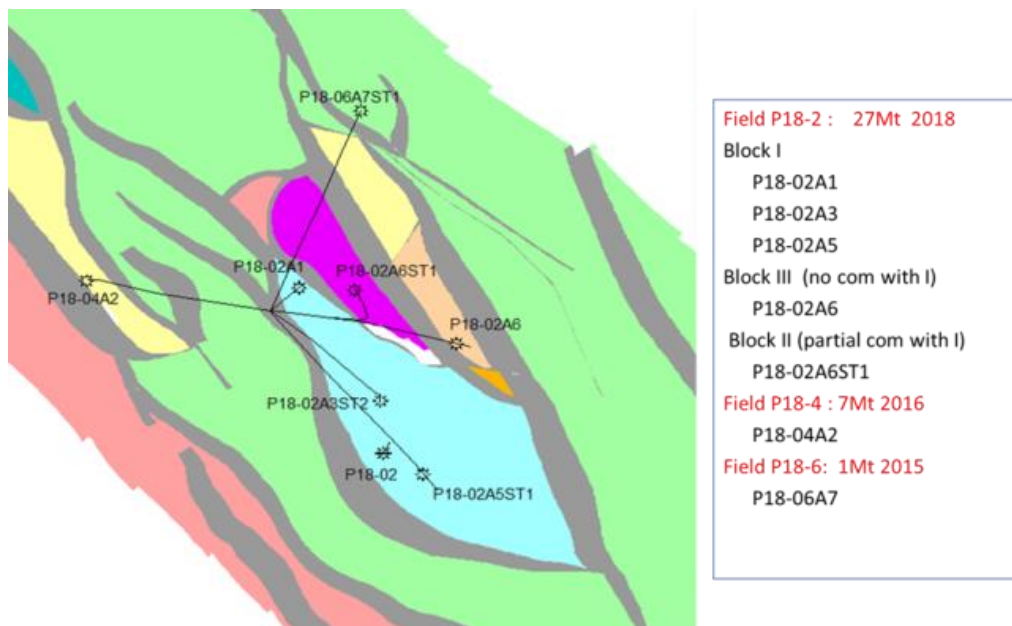 P18-06A7ST1
P18-02A1
P18-02A6ST1
P18-04A2
P18-02A6
P18-02A3ST2
P18-02
P18-02A5ST1
Field P18-2 : 27Mt 2018
Block I
P18-02A1
P18-02A3
P18-02A5
Block III (no com with I)
P18-02A6
Block II (partial com with I)
P18-02A6ST1
Field P18-4 : 7Mt 2016
P18-04A2
Field P18-6: 1Mt 2015
P18-06A7